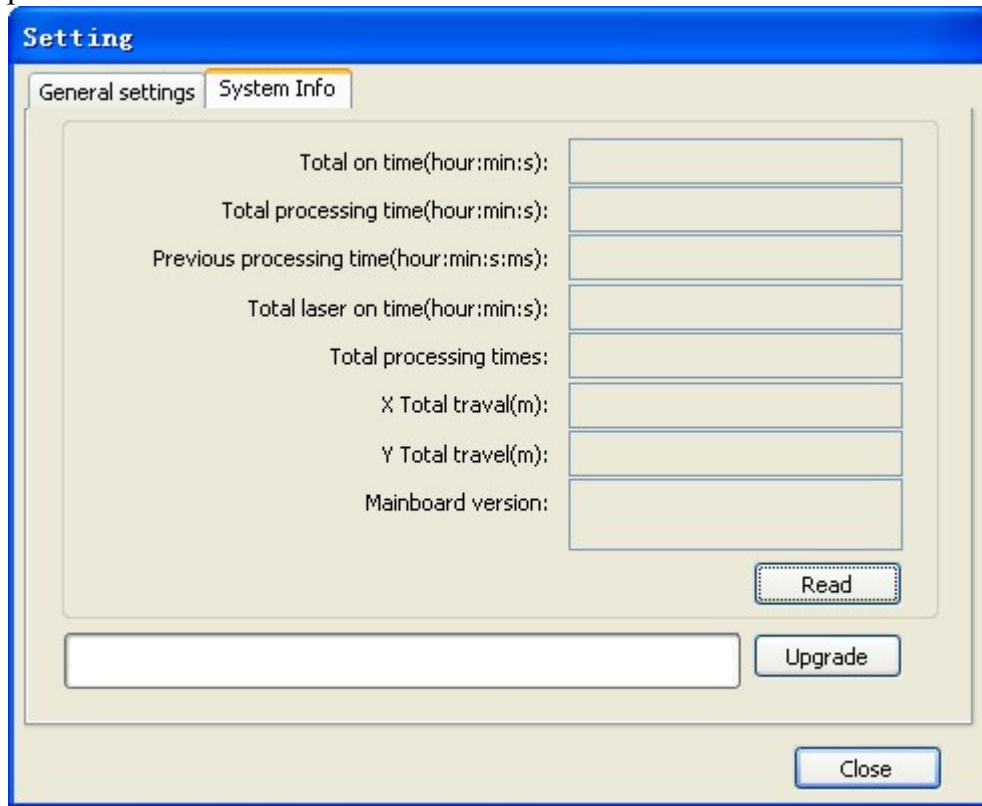 Setting
General settings System Info
Total on time(hour:min:s):
Total processing time(hour:min:s):
Previous processing time(hour:min:s:ms):
Total laser on time(hour:min:s):
Total processing times:
X Total traval(m):
Y Total travel(m):
Mainboard version:
Read
Upgrade
Close